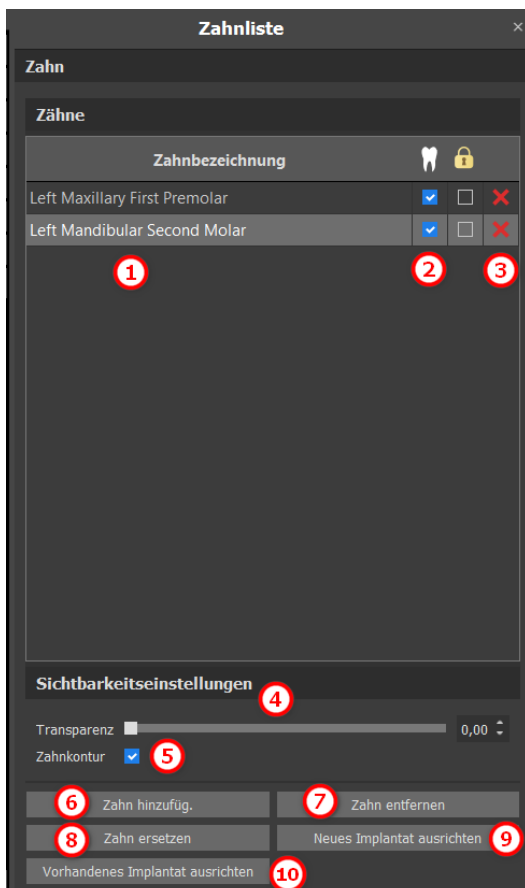 Zahnliste ×
Zahn
Zähne
Zahnbezeichnung
Left Maxillary First Premolar
Left Mandibular Second Molar
1 2 3
Sichtbarkeitseinstellungen 4
Transparenz 0,00
Zahnkontur 5
6 Zahn hinzufüg. 7 Zahn entfernen
8 Zahn ersetzen Neues Implantat ausrichten 9
Vorhandenes Implantat ausrichten 10